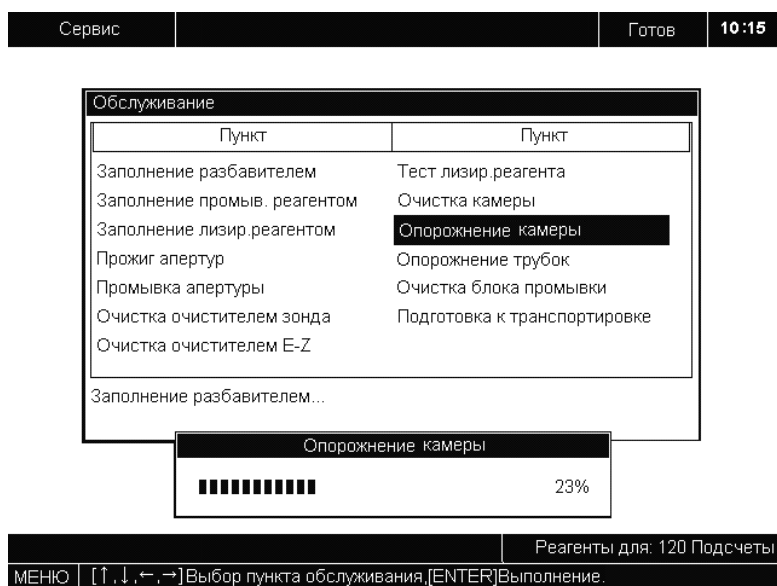 Сервис Готов 10:15
Обслуживание
Пункт Пункт
Заполнение разбавителем Тест лизир.реагента
Заполнение промыв. реагентом Очистка камеры
Заполнение лизир.реагентом Опорожнение камеры
Прожиг апертур Опорожнение трубок
Промывка апертуры Очистка блока промывки
Очистка очистителем зонда Подготовка к транспортировке
Очистка очистителем E-Z
Заполнение разбавителем...
Опорожнение камеры
23%
Реагенты для: 120 Подсчеты
МЕНЮ [↑,↓,←,→]Выбор пункта обслуживания,[ENTER]Выполнение.